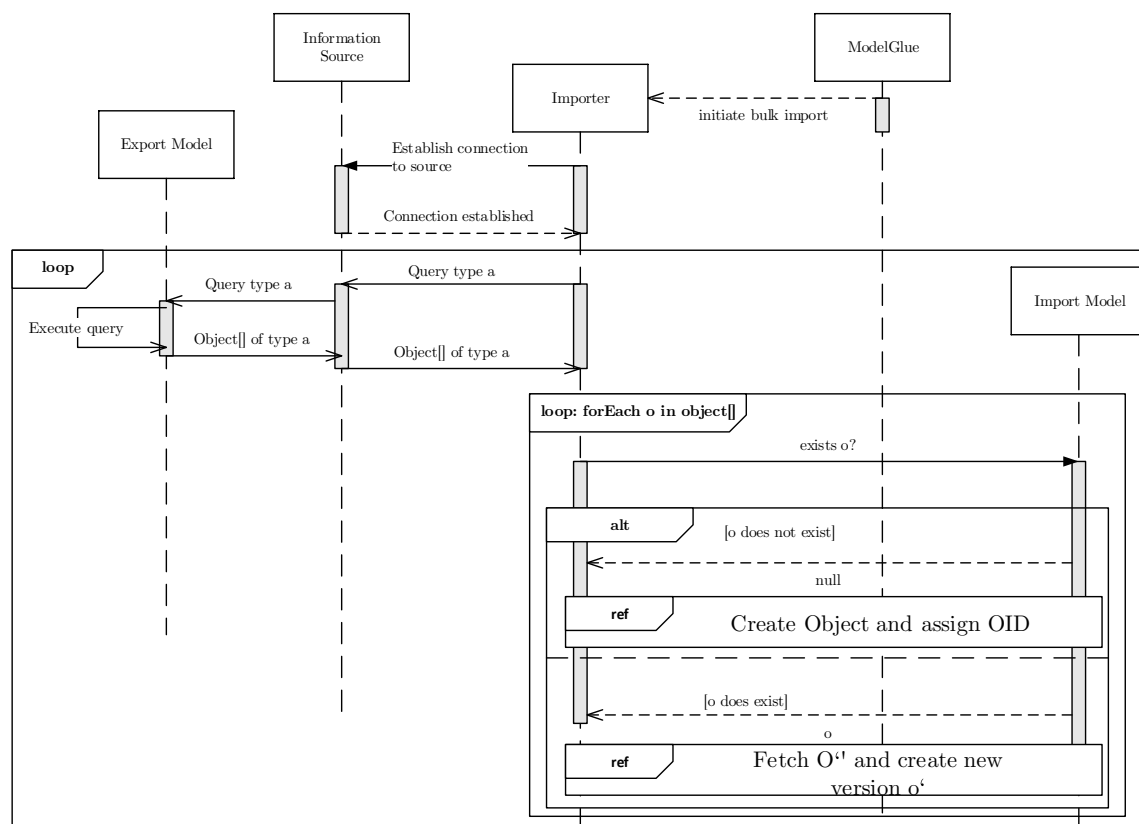 Information
Source
ModelGlue
Importer
initiate bulk import
Export Model
Establish connection
to source
Connection established
loop
Query type a
Query type a
Import Model
Execute query
Object[] of type a
Object[] of type a
loop: forEach o in object[]
exists o?
alt
[o does not exist]
null
ref
Create Object and assign OID
[o does exist]
o
ref
Fetch O‘' and create new
version o‘